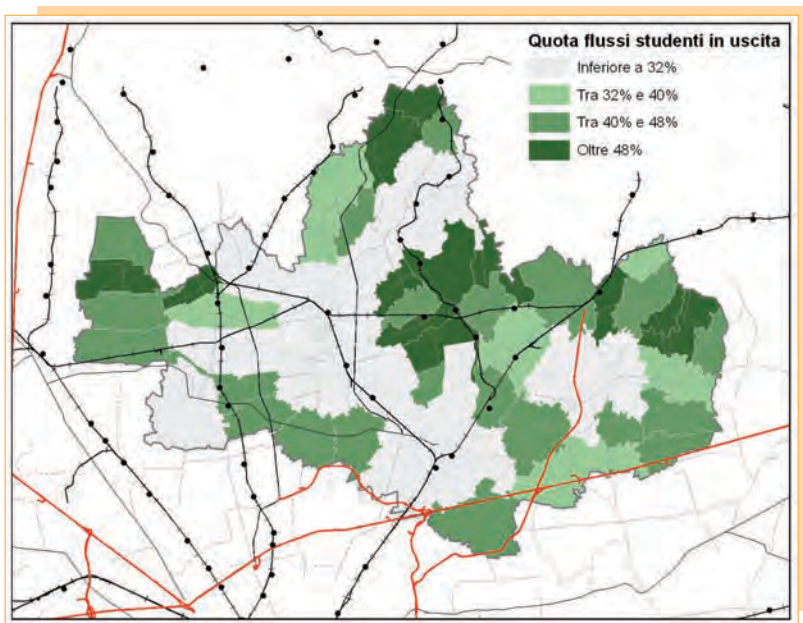 Quota flussi studenti in uscita
Inferiore a 32%
Tra 32% e 40%
Tra 40% e 48%
Oltre 48%